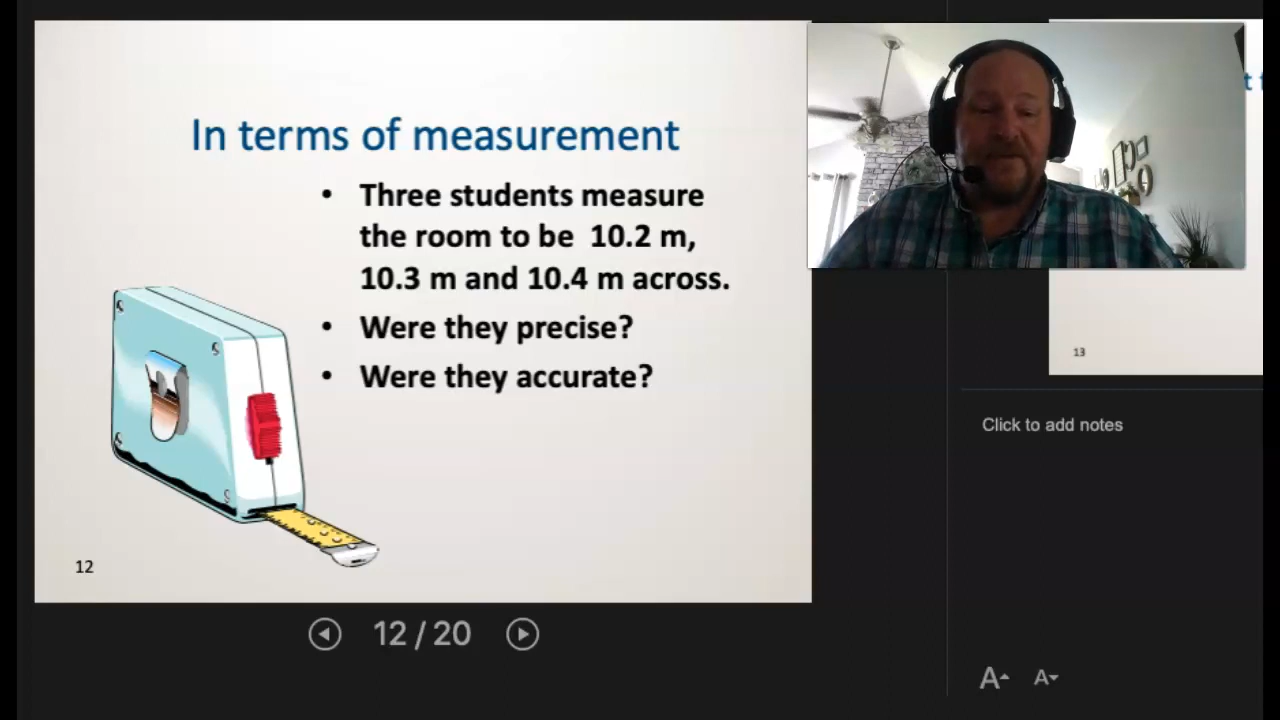 In terms of measurement
• Three students measure
the room to be 10.2 m,
10.3 m and 10.4 m across.
• Were they precise?
• Were they accurate?
12
12 / 20
13
Click to add notes
A
A